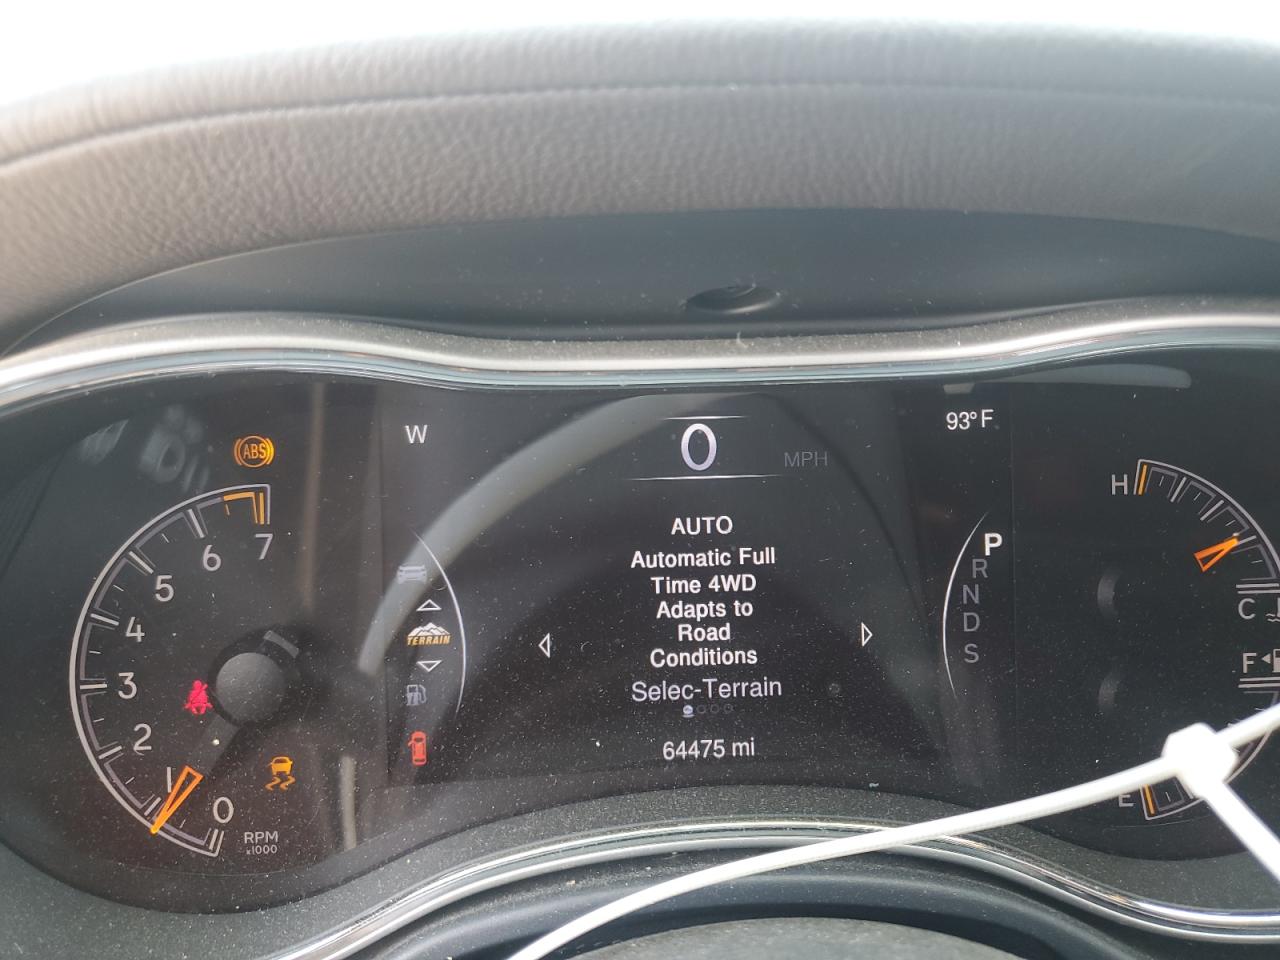 ABS
W
0
MPH
93°F
7
6
5
4
3
2
1
0
RPM
x1000
TERRAIN
AUTO
Automatic Full
Time 4WD
Adapts to
Road
Conditions
Selec-Terrain
64475 mi
P
R
N
D
S
H
C
F
E